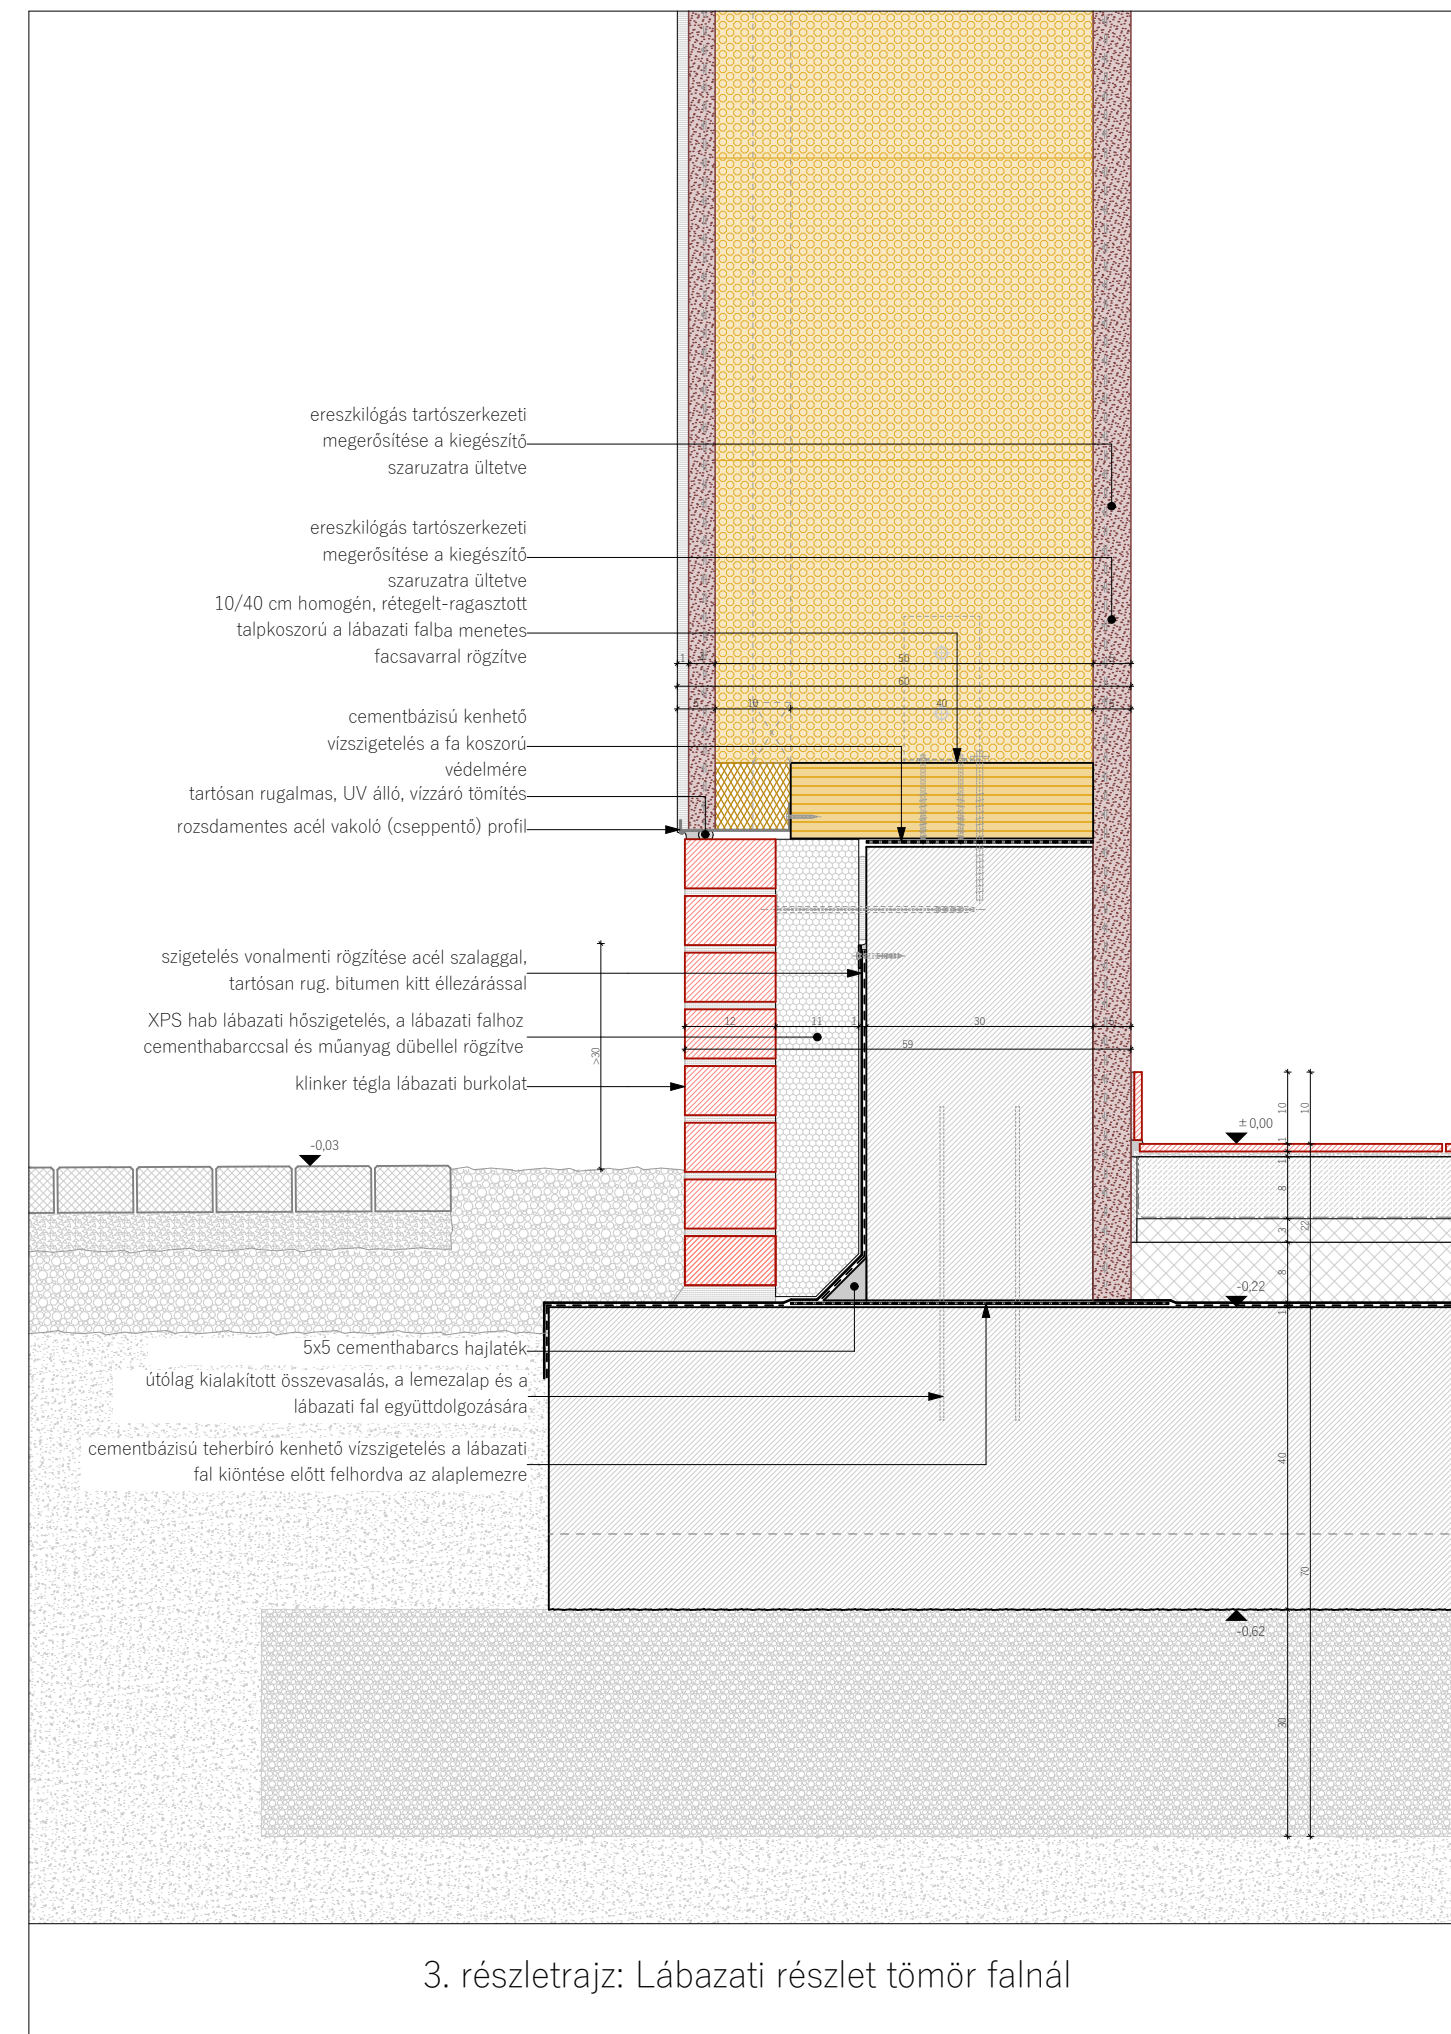 ereszkilógás tartószerkezeti
megerősítése a kiegészítő
szaruzatra ültetve
ereszkilógás tartószerkezeti
megerősítése a kiegészítő
szaruzatra ültetve
10/40 cm homogén, rétegelt-ragasztott
talpkoszorú a lábazati falba menetes
facsavarral rögzítve
1
50
60
5
10
40
cementbázisú kenhető
vízszigetelés a fa koszorú
védelmére
tartósan rugalmas, UV álló, vízzáró tömítés
rozsdamentes acél vakoló (cseppentő) profil
szigetelés vonalmenti rögzítése acél szalaggal,
tartósan rug. bitumen kitt éllezárással
XPS hab lábazati hőszigetelés, a lábazati falhoz
cementhabarccsal és műanyag dübellel rögzítve
12
11
1
30
59
>30
klinker tégla lábazati burkolat
-0,03
±0,00
10
10
1
1
8
3
22
8
-0,22
1
5x5 cementhabarcs hajlaték
útólag kialakított összevasalás, a lemezalap és a
lábazati fal együttdolgozására
cementbázisú teherbíró kenhető vízszigetelés a lábazati
fal kiöntése előtt felhordva az alaplemezre
40
70
-0,62
30
3. részletrajz: Lábazati részlet tömör falnál